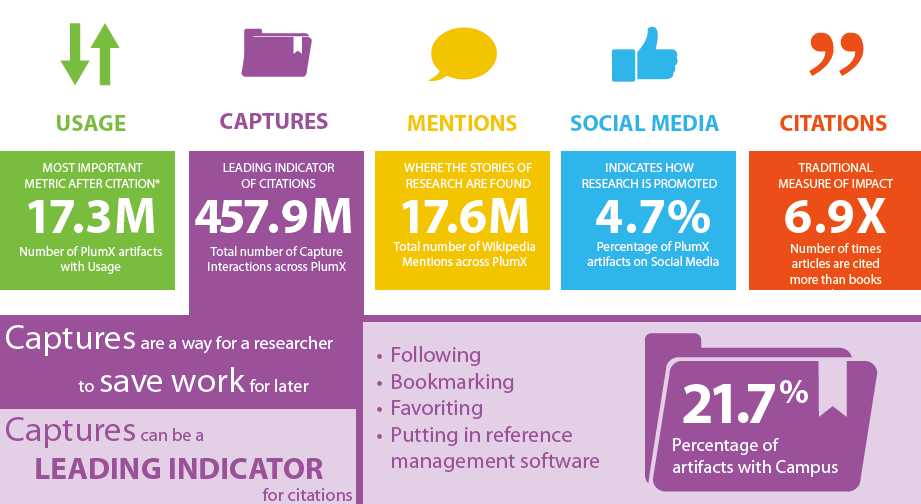 USAGE
CAPTURES
MENTIONS
SOCIAL MEDIA
CITATIONS
MOST IMPORTANT
METRIC AFTER CITATION*
17.3M
Number of PlumX artifacts
with Usage
LEADING INDICATOR
OF CITATIONS
457.9M
Total number of Capture
Interactions across PlumX
WHERE THE STORIES OF
RESEARCH ARE FOUND
17.6M
Total number of Wikipedia
Mentions across PlumX
INDICATES HOW
RESEARCH IS PROMOTED
4.7%
Percentage of PlumX
artifacts on Social Media
TRADITIONAL
MEASURE OF IMPACT
6.9X
Number of times
articles are cited
more than books
Captures are a way for a researcher
to save work for later
Captures can be a
LEADING INDICATOR
for citations
• Following
• Bookmarking
• Favoriting
• Putting in reference
management software
21.7%
Percentage of
artifacts with Campus